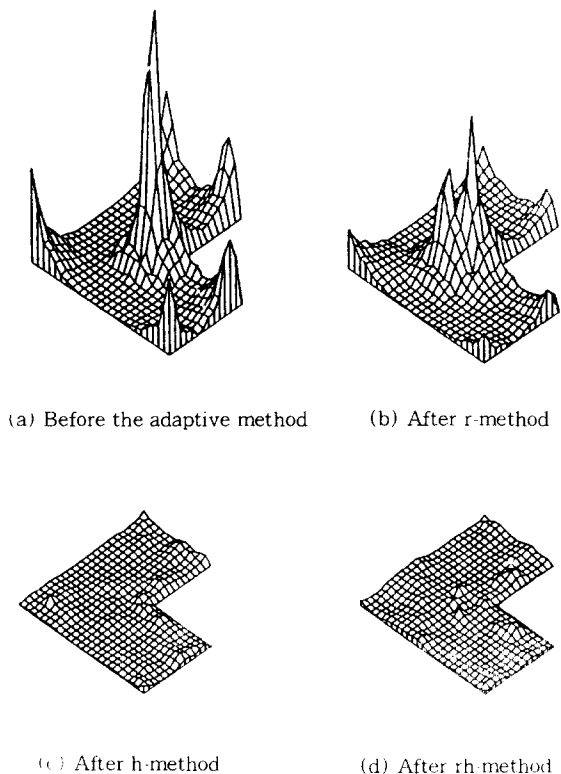 (a) Before the adaptive method
(b) After r-method
(c) After h-method
(d) After rh-method